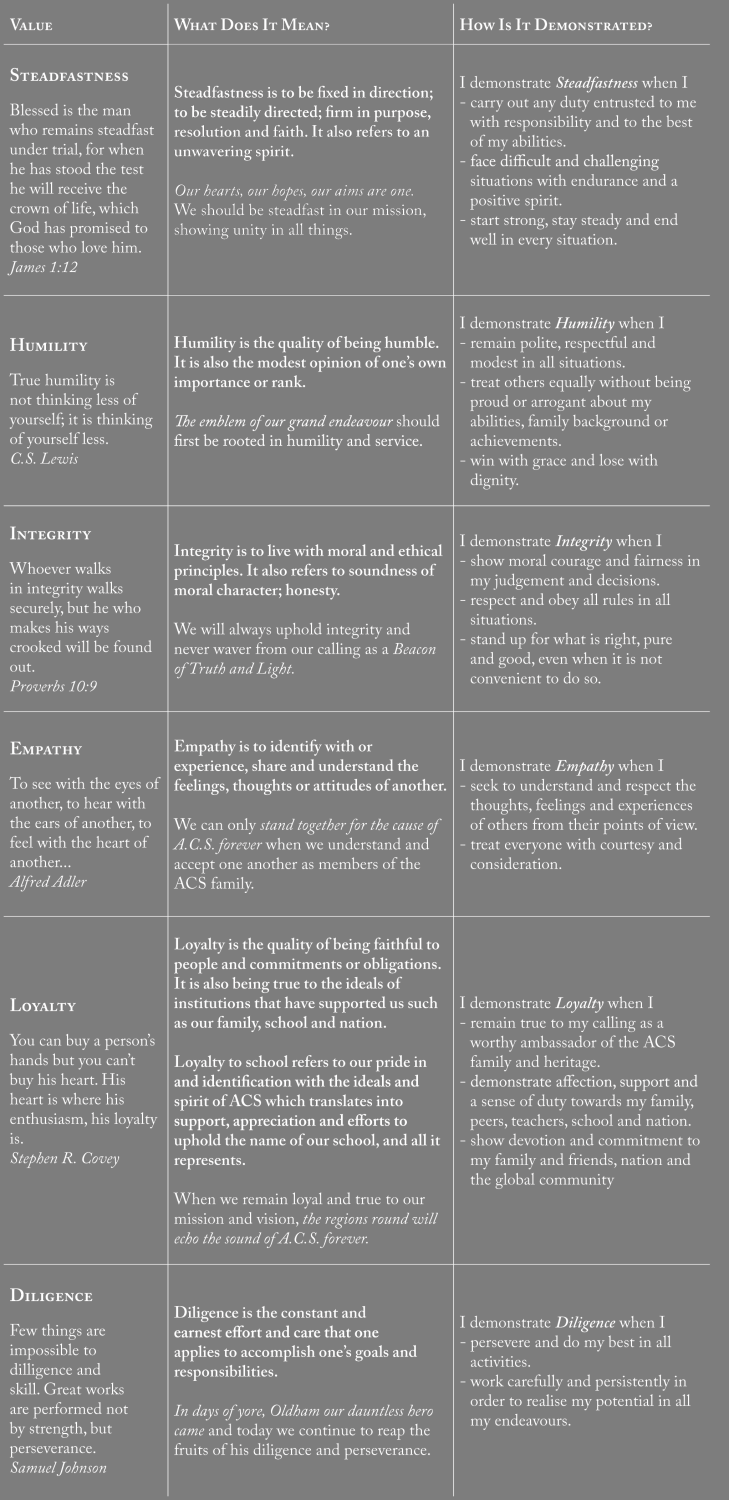 VALUE
WHAT DOES IT MEAN?
HOW IS IT DEMONSTRATED?
STEADFASTNESS
Blessed is the man
who remains steadfast
under trial, for when
he has stood the test
he will receive the
crown of life, which
God has promised to
those who love him.
James 1:12
Steadfastness is to be fixed in direction;
to be steadily directed; firm in purpose,
resolution and faith. It also refers to an
unwavering spirit.
Our hearts, our hopes, our aims are one.
We should be steadfast in our mission,
showing unity in all things.
I demonstrate Steadfastness when I
- carry out any duty entrusted to me
with responsibility and to the best
of my abilities.
- face difficult and challenging
situations with endurance and a
positive spirit.
- start strong, stay steady and end
well in every situation.
HUMILITY
True humility is
not thinking less of
yourself; it is thinking
of yourself less.
C.S. Lewis
Humility is the quality of being humble.
It is also the modest opinion of one's own
importance or rank.
The emblem of our grand endeavour should
first be rooted in humility and service.
I demonstrate Humility when I
- remain polite, respectful and
modest in all situations.
- treat others equally without being
proud or arrogant about my
abilities, family background or
achievements.
- win with grace and lose with
dignity.
INTEGRITY
Whoever walks
in integrity walks
securely, but he who
makes his ways
crooked will be found
out.
Proverbs 10:9
Integrity is to live with moral and ethical
principles. It also refers to soundness of
moral character; honesty.
We will always uphold integrity and
never waver from our calling as a Beacon
of Truth and Light.
I demonstrate Integrity when I
- show moral courage and fairness in
my judgement and decisions.
- respect and obey all rules in all
situations.
- stand up for what is right, pure
and good, even when it is not
convenient to do so.
EMPATHY
To see with the eyes of
another, to hear with
the ears of another, to
feel with the heart of
another...
Alfred Adler
Empathy is to identify with or
experience, share and understand the
feelings, thoughts or attitudes of another.
We can only stand together for the cause of
A.C.S. forever when we understand and
accept one another as members of the
ACS family.
I demonstrate Empathy when I
- seek to understand and respect the
thoughts, feelings and experiences
of others from their points of view.
- treat everyone with courtesy and
consideration.
LOYALTY
You can buy a person's
hands but you can't
buy his heart. His
heart is where his
enthusiasm, his loyalty
is.
Stephen R. Covey
Loyalty is the quality of being faithful to
people and commitments or obligations.
It is also being true to the ideals of
institutions that have supported us such
as our family, school and nation.
Loyalty to school refers to our pride in
and identification with the ideals and
spirit of ACS which translates into
support, appreciation and efforts to
uphold the name of our school, and all it
represents.
When we remain loyal and true to our
mission and vision, the regions round will
echo the sound of A.C.S. forever.
I demonstrate Loyalty when I
- remain true to my calling as a
worthy ambassador of the ACS
family and heritage.
- demonstrate affection, support and
a sense of duty towards my family,
peers, teachers, school and nation.
- show devotion and commitment to
my family and friends, nation and
the global community
DILIGENCE
Few things are
impossible to
dilligence and
skill. Great works
are performed not
by strength, but
perseverance.
Samuel Johnson
Diligence is the constant and
earnest effort and care that one
applies to accomplish one's goals and
responsibilities.
In days of yore, Oldham our dauntless hero
came and today we continue to reap the
fruits of his diligence and perseverance.
I demonstrate Diligence when I
- persevere and do my best in all
activities.
- work carefully and persistently in
order to realise my potential in all
my endeavours.